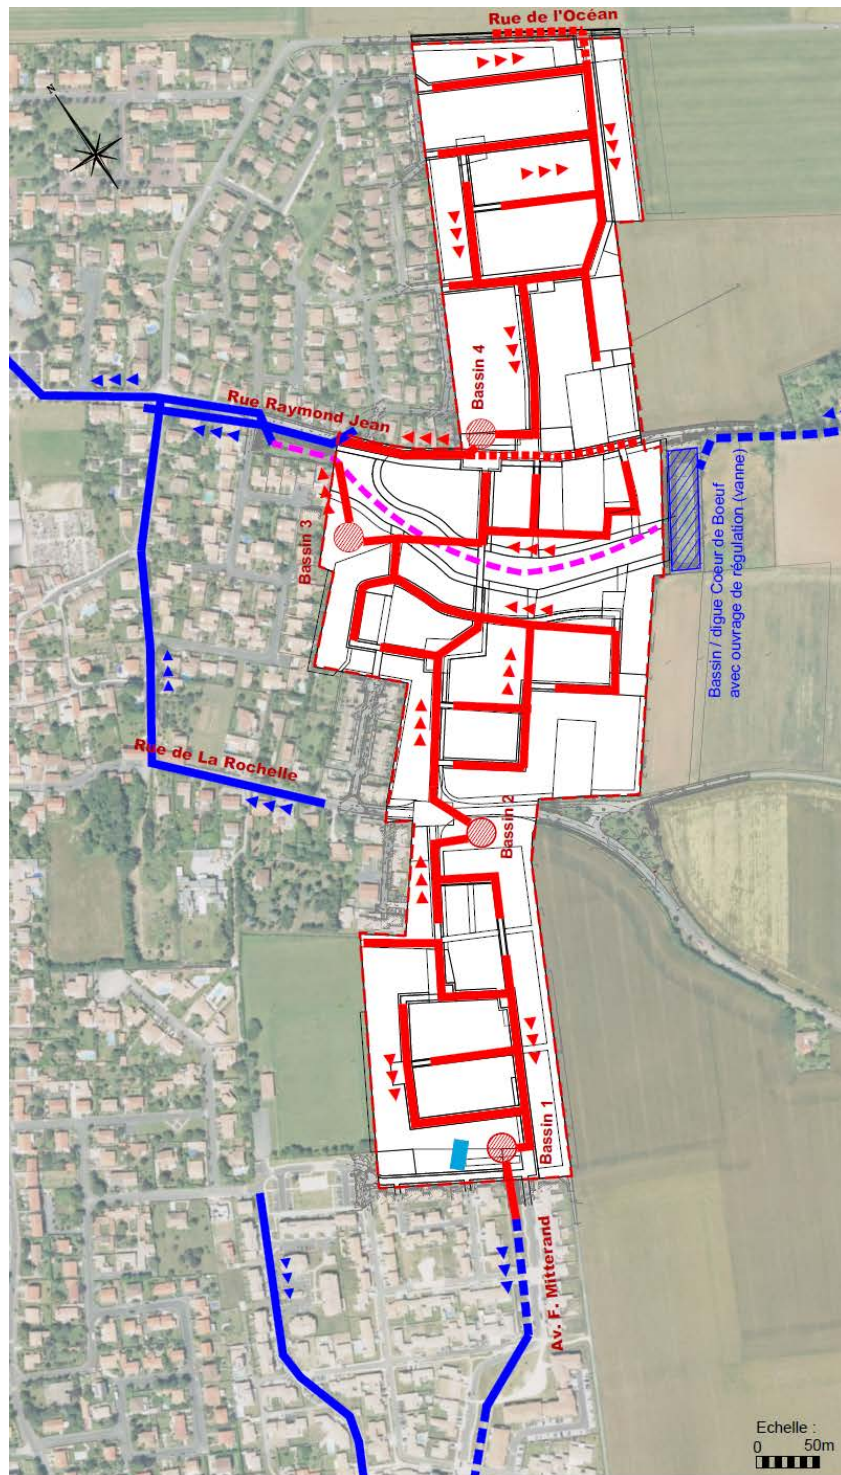 Rue de l'Océan
N
Bassin 4
Rue Raymond Jean
Bassin 3
Bassin / digue Coeur de Boeuf
avec ouvrage de régulation (vanne)
Rue de La Rochelle
Bassin 2
Bassin 1
Av. F. Mitterand
Echelle :
0 50m